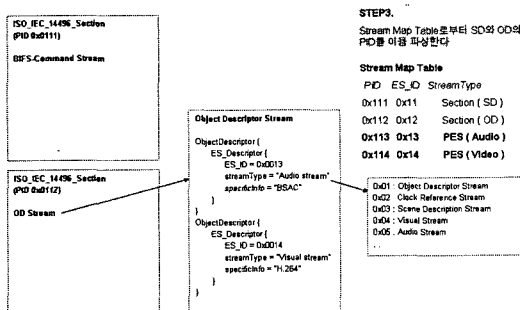 ISO_IEC_14496_Section
(PID 0x0111)
BIFS-Command Stream
ISO_IEC_14496_Section
(PID 0x0112)
OD Stream
Object Descriptor Stream
ObjectDescriptor {
ES_Descriptor {
ES_ID = 0x0013
streamType = "Audio stream"
specificInfo = "BSAC"
}
}
ObjectDescriptor {
ES_Descriptor {
ES_ID = 0x0014
streamType = "Visual stream"
specificInfo = "H.264"
}
}
STEP3.
Stream Map Table로부터 SD와 OD의
PID를 이용 파싱한다
Stream Map Table
PID ES_ID StreamType
0x111 0x11 Section ( SD )
0x112 0x12 Section ( OD )
0x113 0x13 PES ( Audio )
0x114 0x14 PES ( Video )
0x01 : Object Descriptor Stream
0x02 : Clock Reference Stream
0x03 : Scene Description Stream
0x04 : Visual Stream
0x05 : Audio Stream
. .